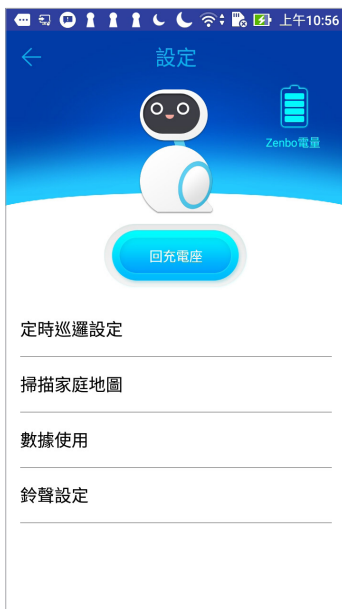 上午10:56
設定
Zenbo電量
回充電座
定時巡邏設定
掃描家庭地圖
數據使用
鈴聲設定